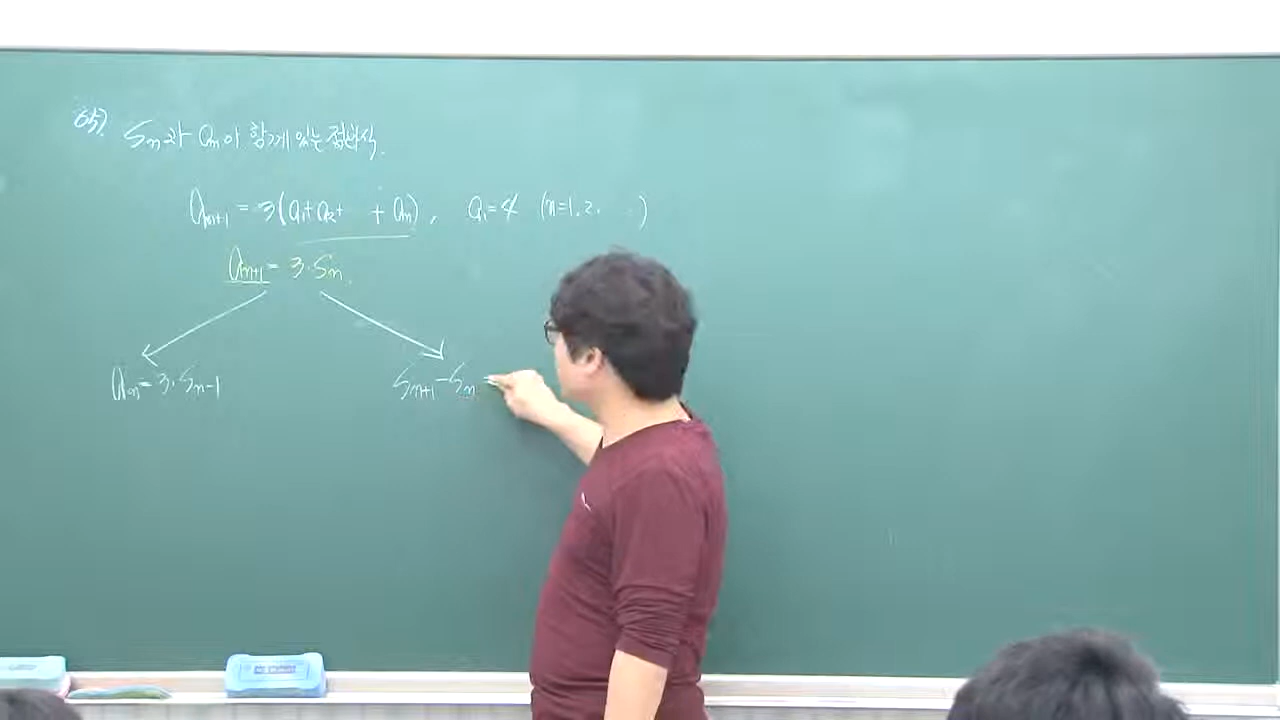 예5) Sn과 an이 함께 있는 점화식.
an+1 = 3(a1+a2+ +an), a1=4 (n=1, 2, ...)
an+1 = 3·Sn.
an=3·Sn-1
Sn+1-Sn